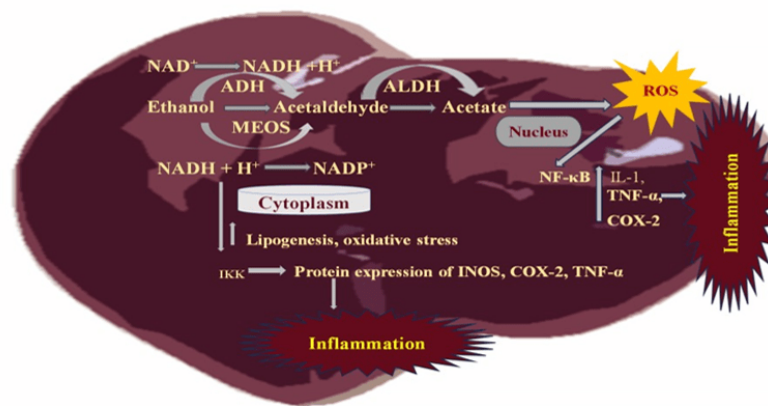 NAD⁺ NADH +H⁺
ADH ALDH
Ethanol Acetaldehyde Acetate
MEOS
ROS
Nucleus
NADH + H⁺ NADP⁺
NF-κB
IL-1,
TNF-α,
COX-2
Inflammation
Cytoplasm
Lipogenesis, oxidative stress
IKK Protein expression of INOS, COX-2, TNF-α
Inflammation